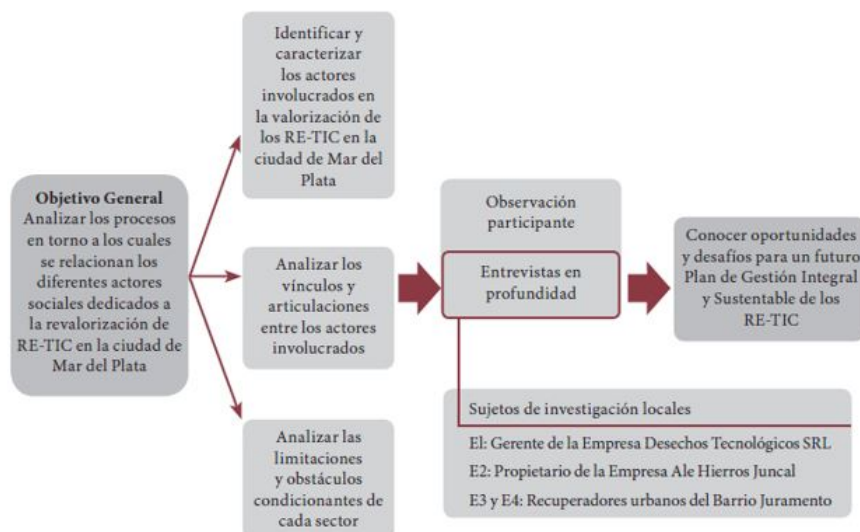 Objetivo General
Analizar los procesos
en torno a los cuales
se relacionan los
diferentes actores
sociales dedicados a
la revalorización de
RE-TIC en la ciudad de
Mar del Plata
Identificar y
caracterizar
los actores
involucrados en
la valorización de
los RE-TIC en la
ciudad de Mar del
Plata
Analizar los
vínculos y
articulaciones
entre los actores
involucrados
Analizar las
limitaciones
y obstáculos
condicionantes de
cada sector
Observación
participante
Entrevistas en
profundidad
Conocer oportunidades
y desafíos para un futuro
Plan de Gestión Integral
y Sustentable de los
RE-TIC
Sujetos de investigación locales
El: Gerente de la Empresa Desechos Tecnológicos SRL
E2: Propietario de la Empresa Ale Hierros Juncal
E3 y E4: Recuperadores urbanos del Barrio Juramento